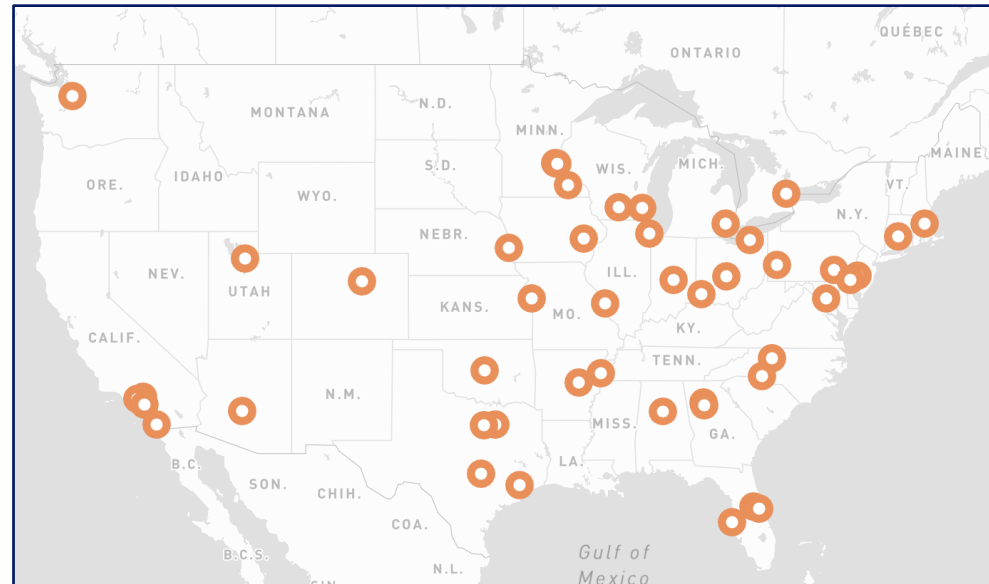 QUÉBEC
ONTARIO
MONTANA
N.D.
MINN.
MAINE
ORE.
IDAHO
S.D.
WIS.
MICH.
VT.
WYO.
N.Y.
NEBR.
NEV.
UTAH
ILL.
KANS.
MO.
CALIF.
KY.
TENN.
N.M.
MISS.
GA.
B.C.
SON.
CHIH.
LA.
COA.
B.C.S.
Gulf of
Mexico
N.L.
SIN.